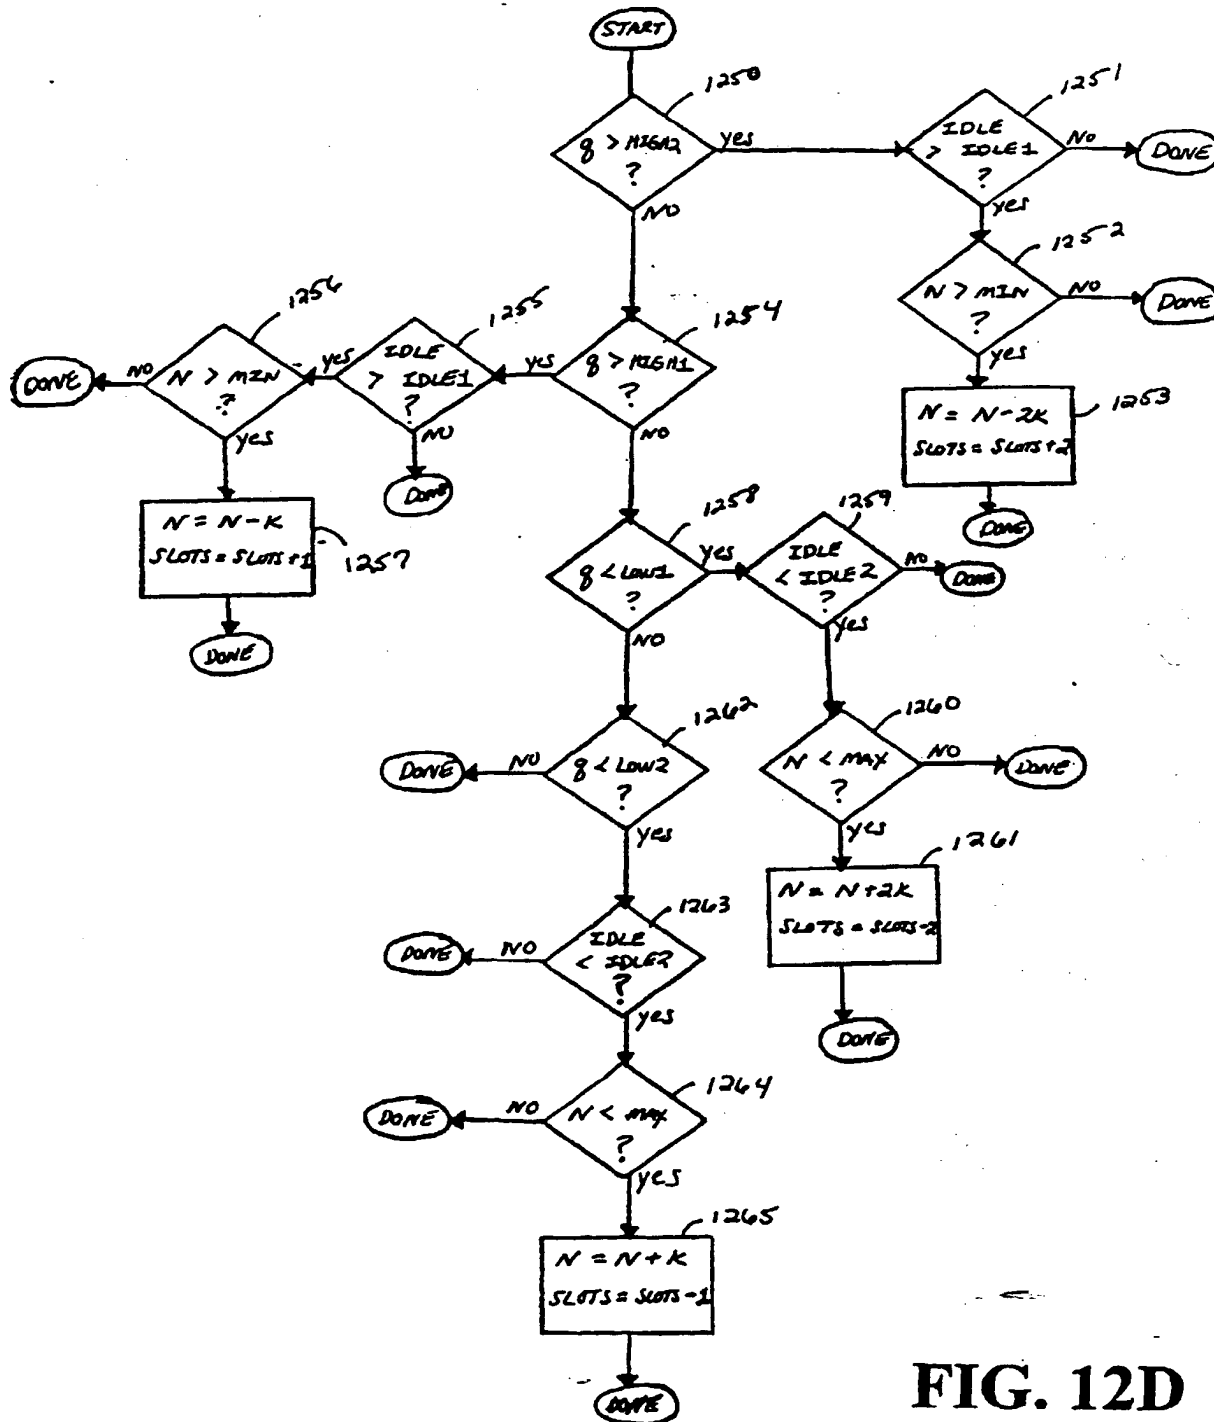 START
1250
q > HIGH2
?
yes
NO
1251
IDLE
> IDLE1
?
NO
DONE
yes
1252
N > MIN
?
NO
DONE
yes
1253
N = N-2K
SLOTS = SLOTS+2
DONE
1254
q > HIGH1
?
yes
NO
1255
IDLE
> IDLE1
?
yes
NO
DONE
1256
N > MIN
?
NO
DONE
yes
1257
N = N-K
SLOTS = SLOTS+1
DONE
1258
q < LOW1
?
yes
NO
1259
IDLE
< IDLE2
?
NO
DONE
yes
1260
N < MAX
?
NO
DONE
yes
1261
N = N+2K
SLOTS = SLOTS-2
DONE
1262
q < LOW2
?
NO
DONE
yes
1263
IDLE
< IDLE2
?
NO
DONE
yes
1264
N < MAX
?
NO
DONE
yes
1265
N = N+K
SLOTS = SLOTS-1
DONE
FIG. 12D